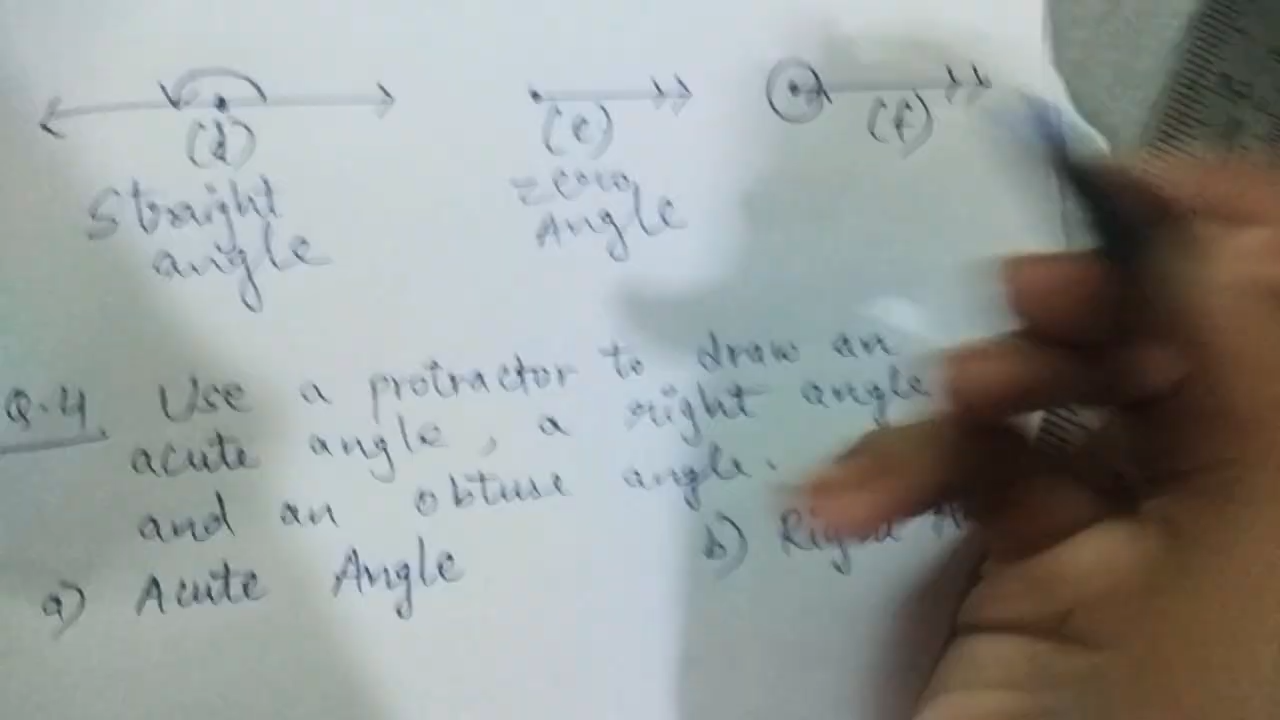 (d) (e) (f)
Straight
angle
Zero
Angle
Q.4. Use a protractor to draw an
acute angle, a right angle
and an obtuse angle.
a) Acute Angle b)